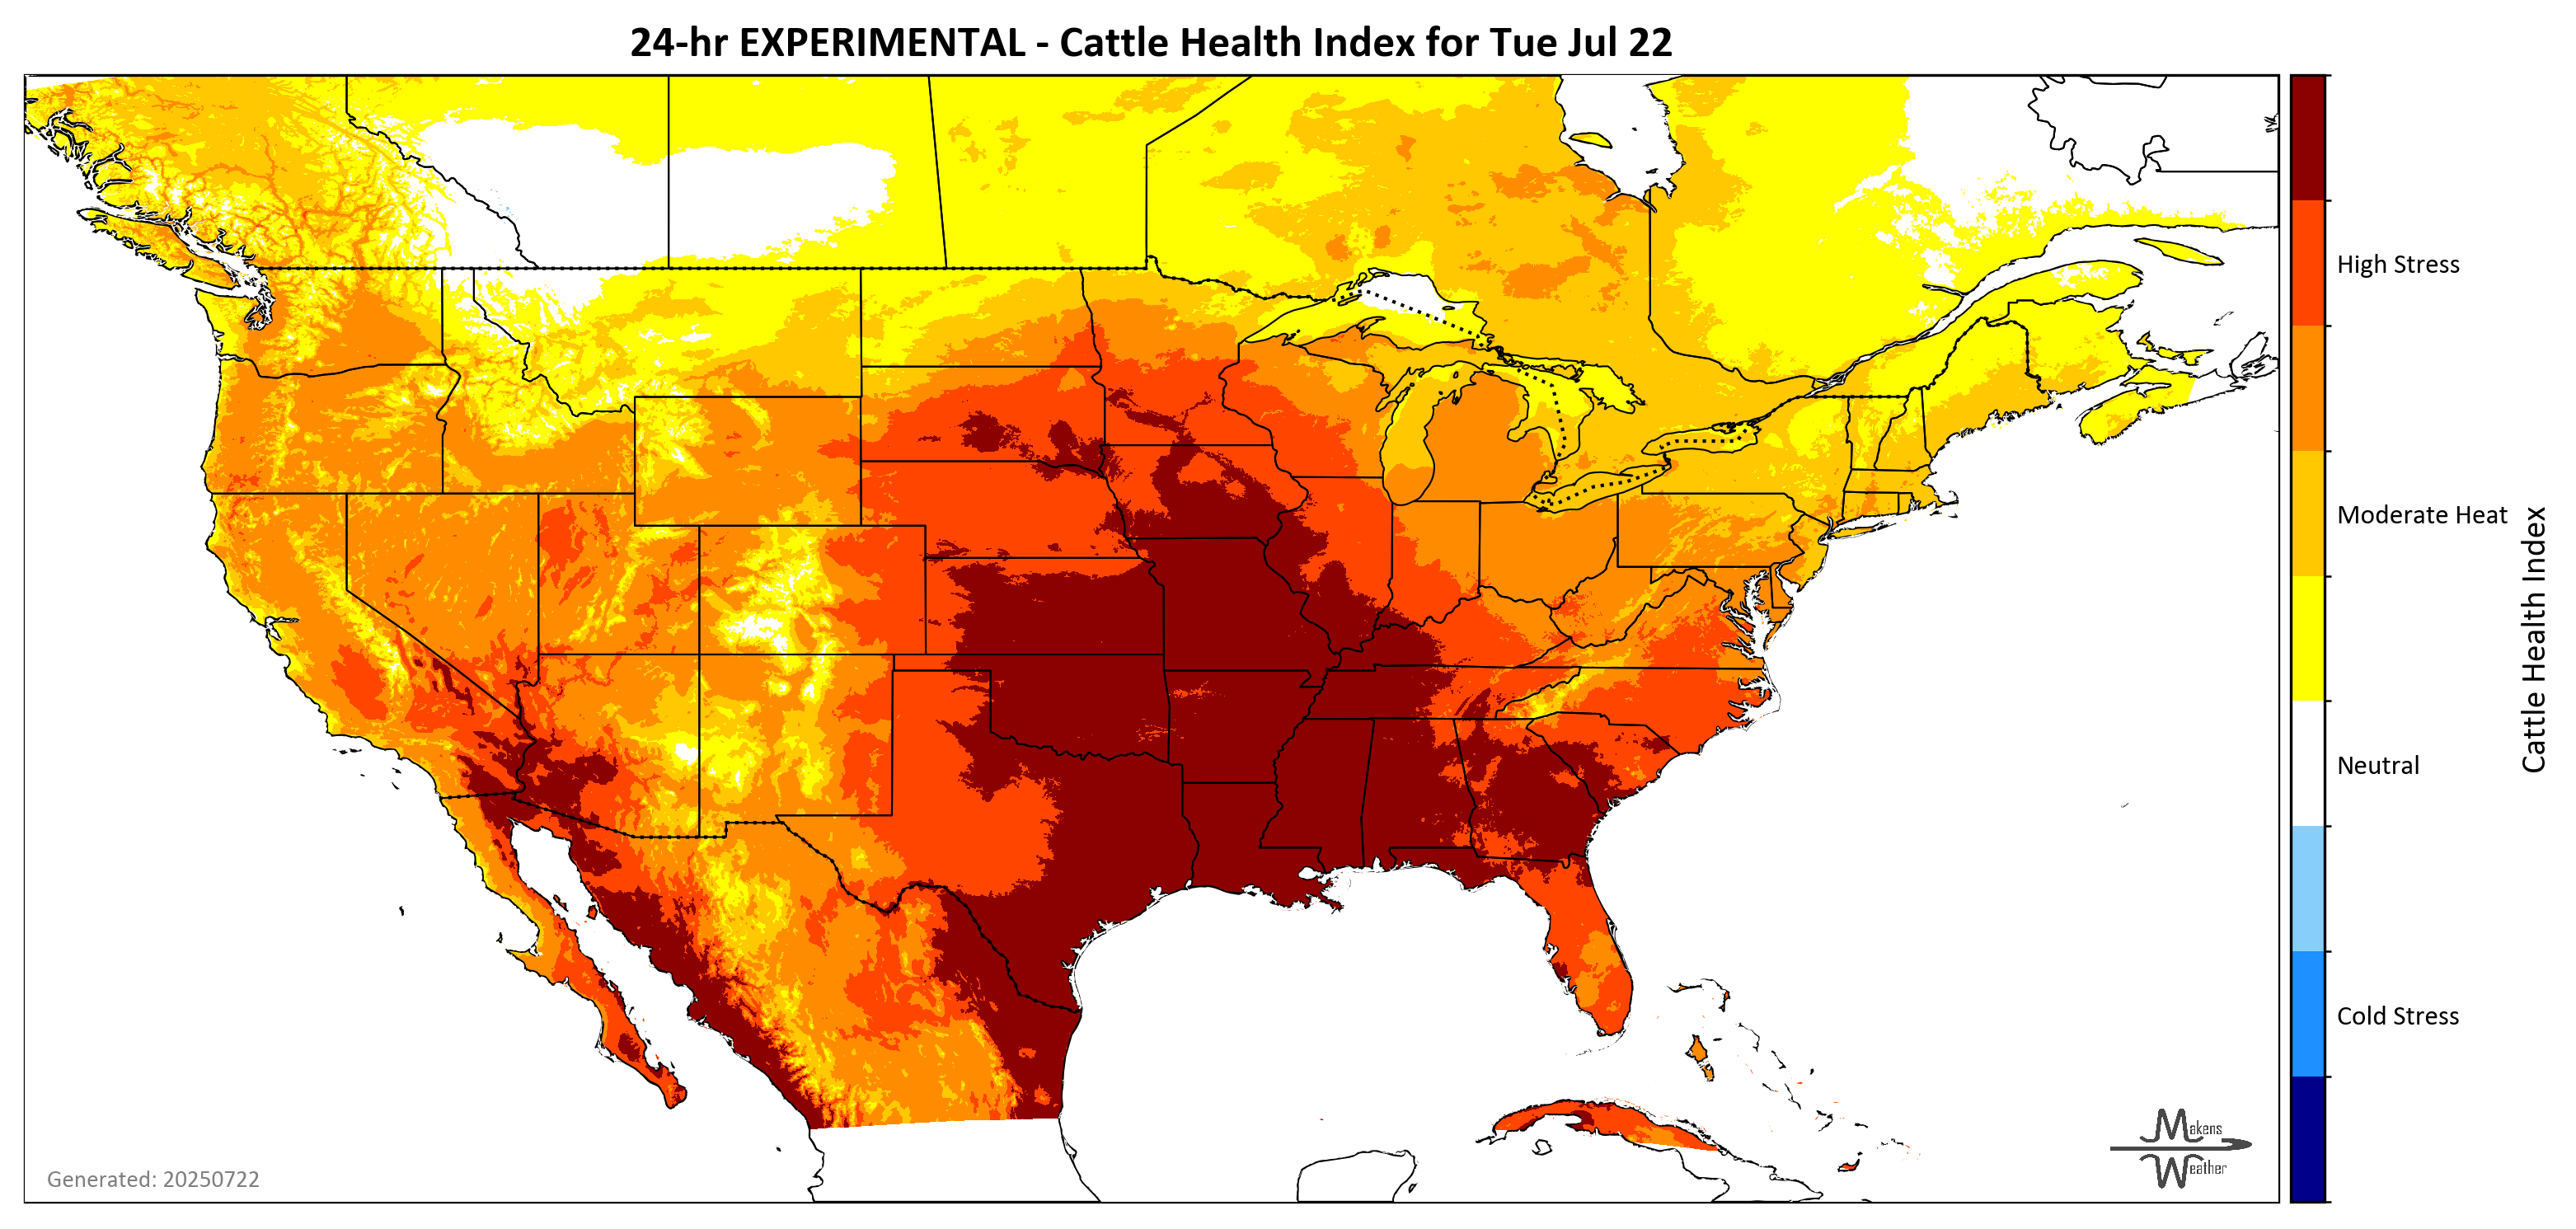 24-hr EXPERIMENTAL - Cattle Health Index for Tue Jul 22
High Stress
Moderate Heat
Neutral
Cold Stress
Cattle Health Index
Makens
Weather
Generated: 20250722